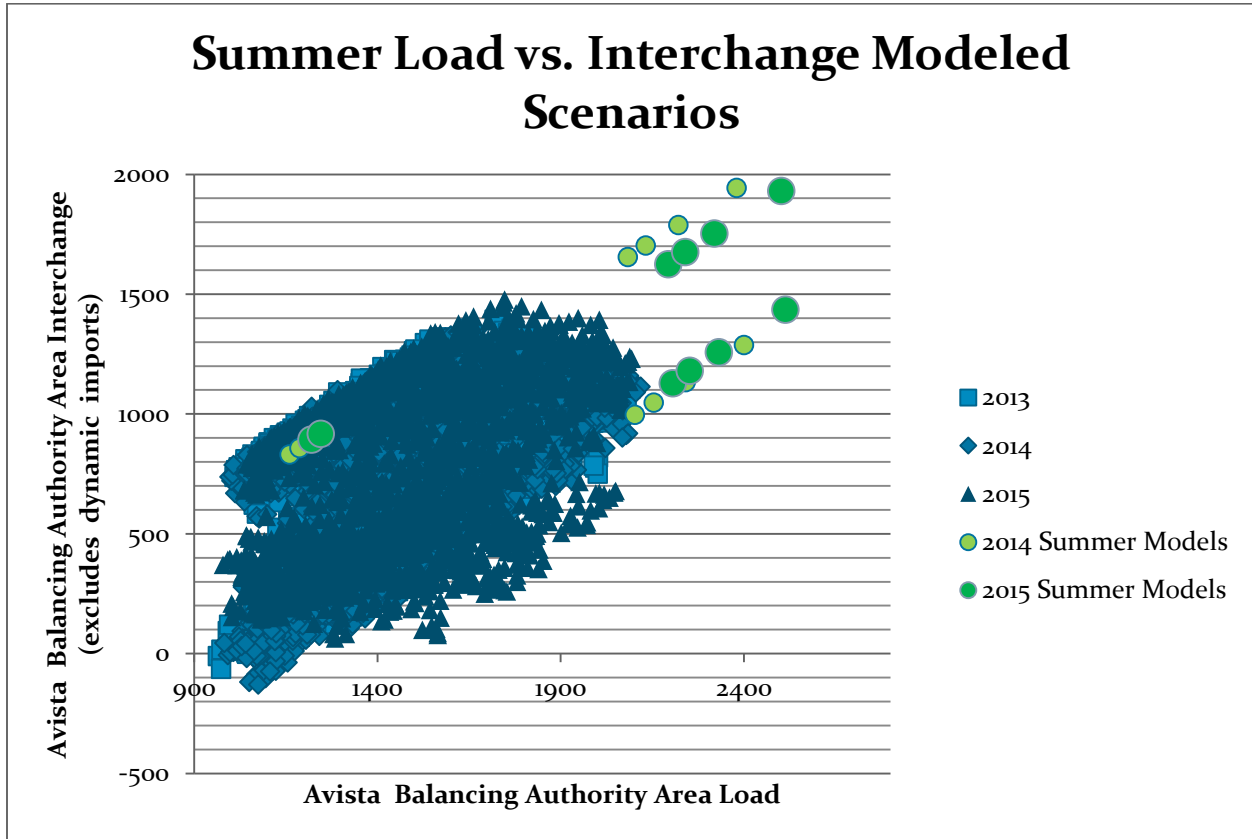 Summer Load vs. Interchange Modeled
Scenarios
Avista Balancing Authority Area Interchange
(excludes dynamic imports)
2000
1500
1000
500
0
-500
900
1400
1900
2400
Avista Balancing Authority Area Load
2013
2014
2015
2014 Summer Models
2015 Summer Models